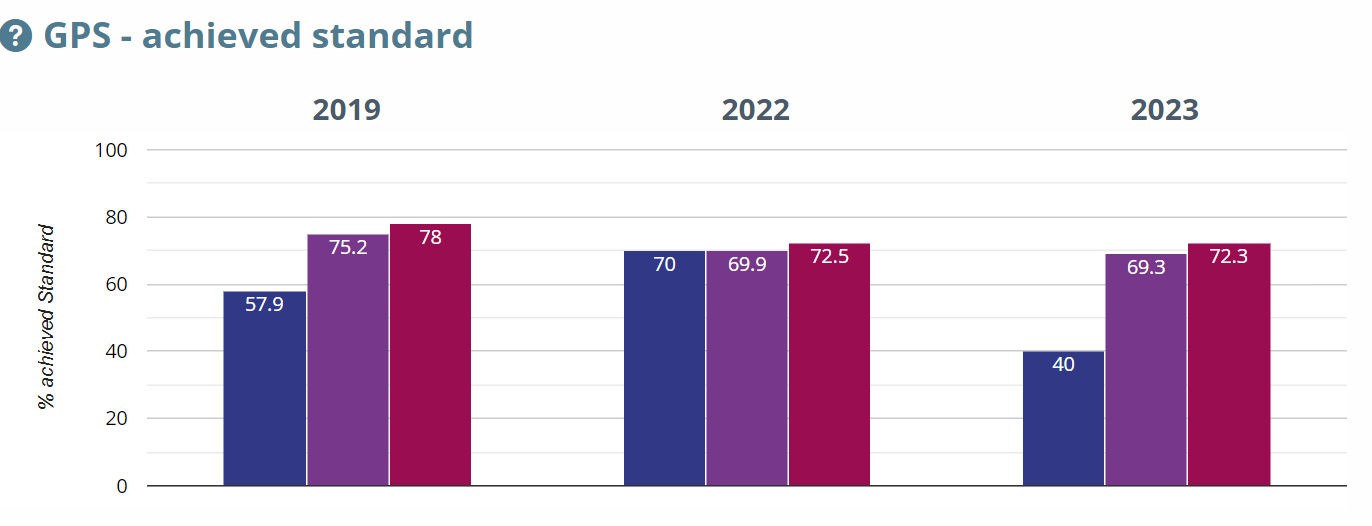 ? GPS - achieved standard
2019 2022 2023
% achieved Standard
100
80
60
40
20
0
57.9 75.2 78
70 69.9 72.5
40 69.3 72.3